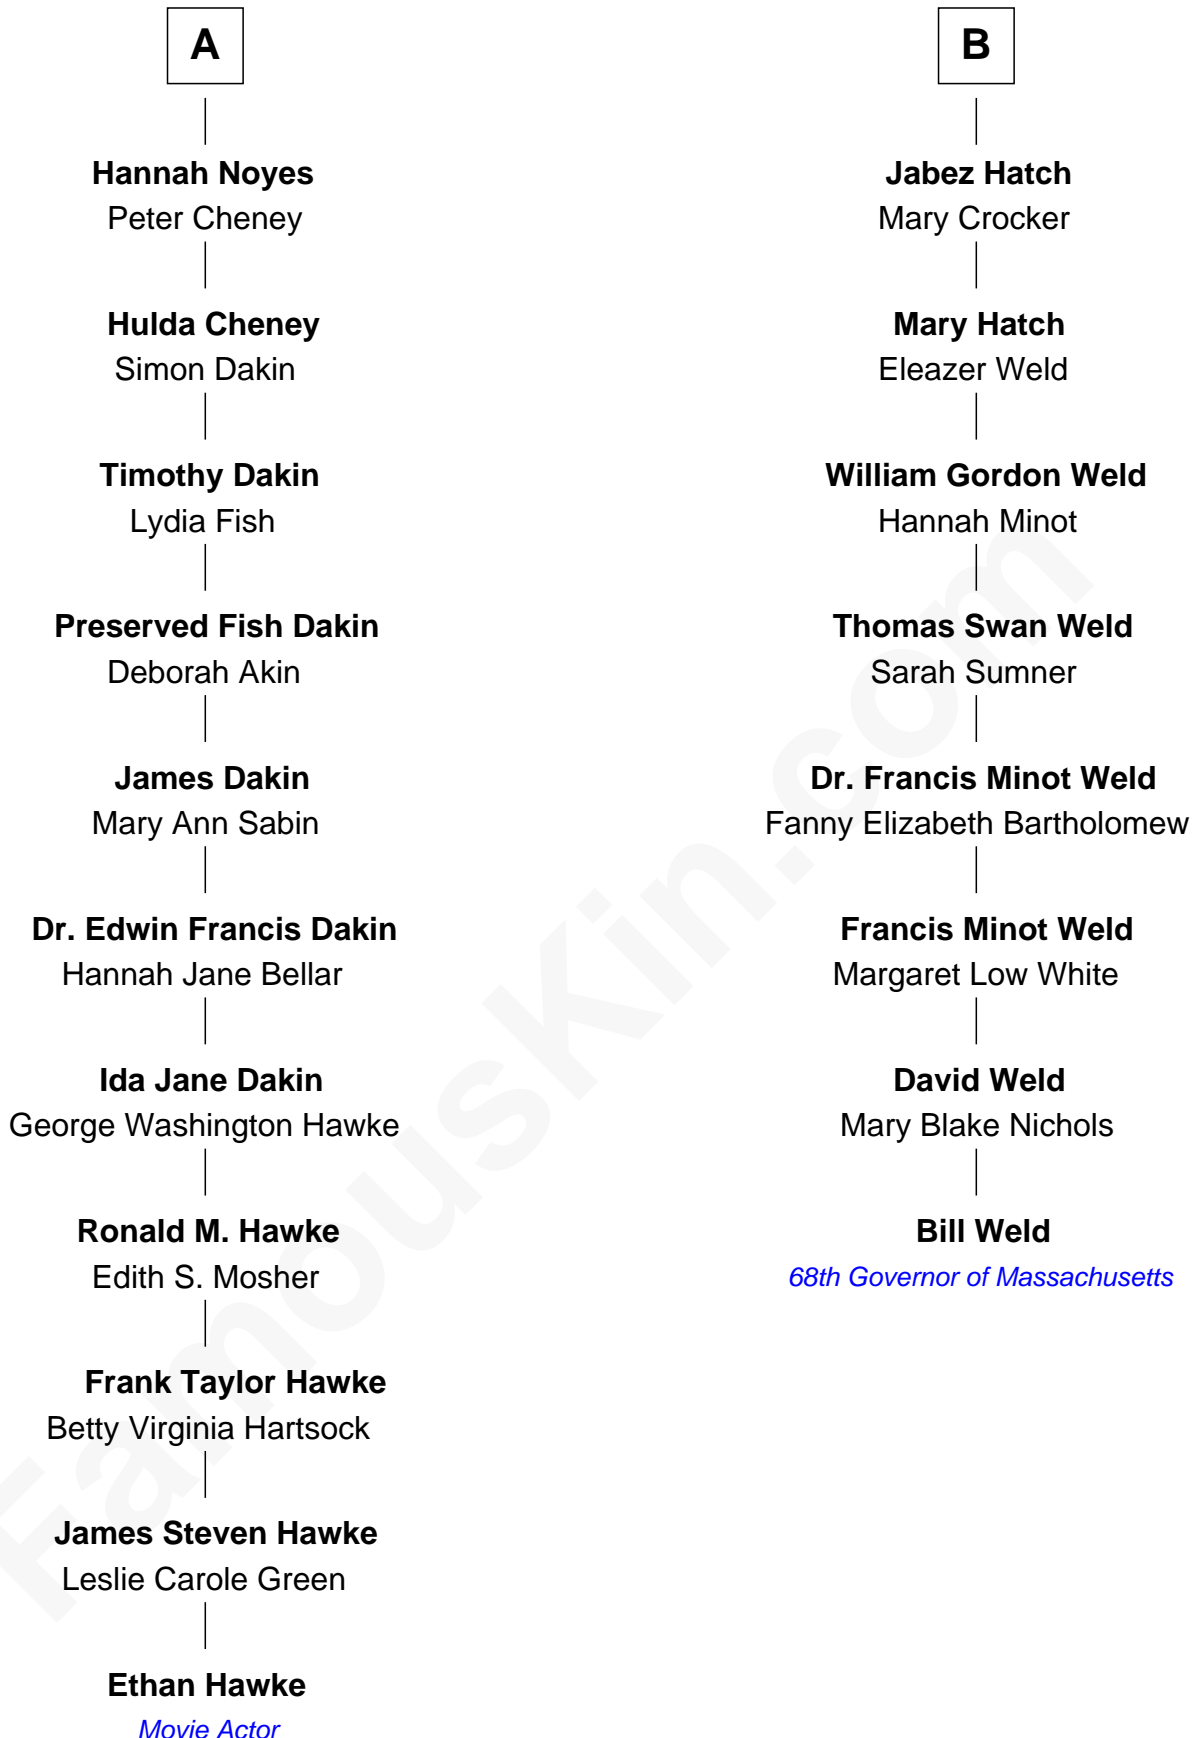 A
Hannah Noyes
Peter Cheney
Hulda Cheney
Simon Dakin
Timothy Dakin
Lydia Fish
Preserved Fish Dakin
Deborah Akin
James Dakin
Mary Ann Sabin
Dr. Edwin Francis Dakin
Hannah Jane Bellar
Ida Jane Dakin
George Washington Hawke
Ronald M. Hawke
Edith S. Mosher
Frank Taylor Hawke
Betty Virginia Hartsock
James Steven Hawke
Leslie Carole Green
Ethan Hawke
Movie Actor
B
Jabez Hatch
Mary Crocker
Mary Hatch
Eleazer Weld
William Gordon Weld
Hannah Minot
Thomas Swan Weld
Sarah Sumner
Dr. Francis Minot Weld
Fanny Elizabeth Bartholomew
Francis Minot Weld
Margaret Low White
David Weld
Mary Blake Nichols
Bill Weld
68th Governor of Massachusetts
FamousKin.com